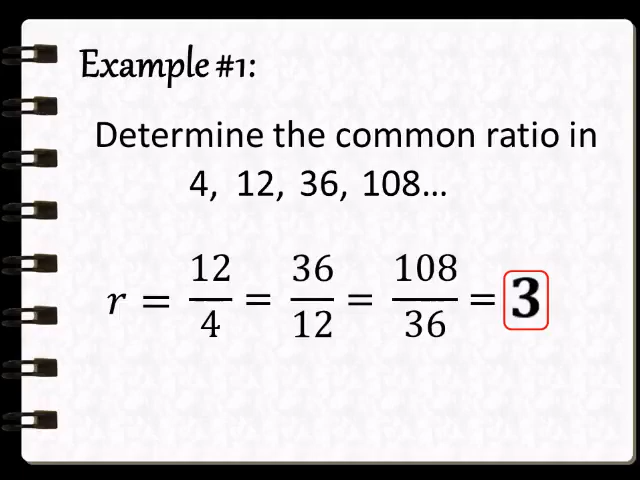 Example #1:
Determine the common ratio in
4, 12, 36, 108...
r = 12/4 = 36/12 = 108/36 = 3